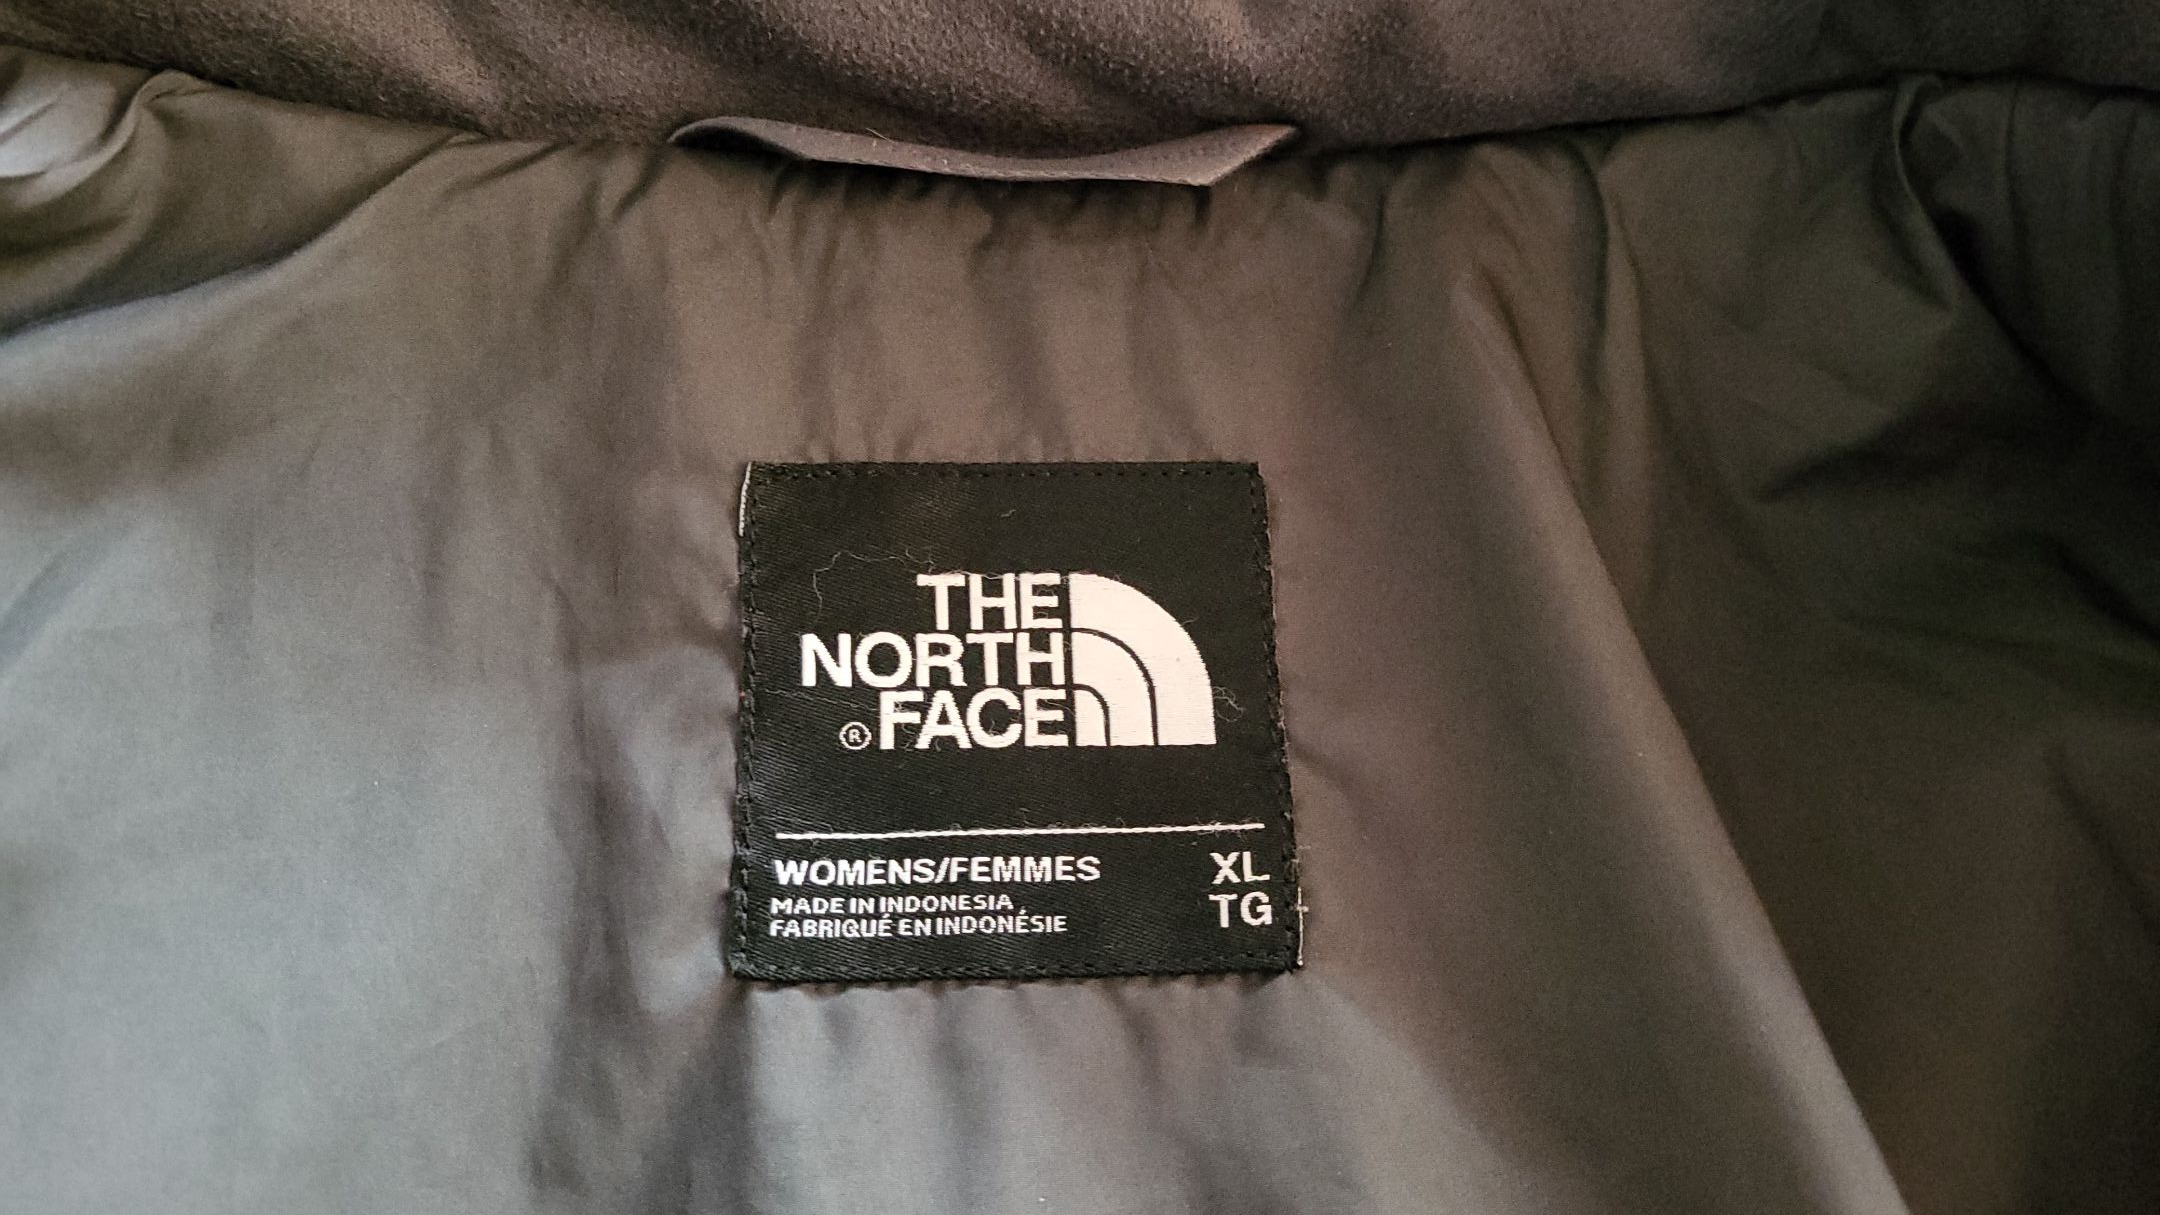 THE
NORTH
® FACE
WOMENS/FEMMES XL
MADE IN INDONESIA TG
FABRIQUÉ EN INDONÉSIE